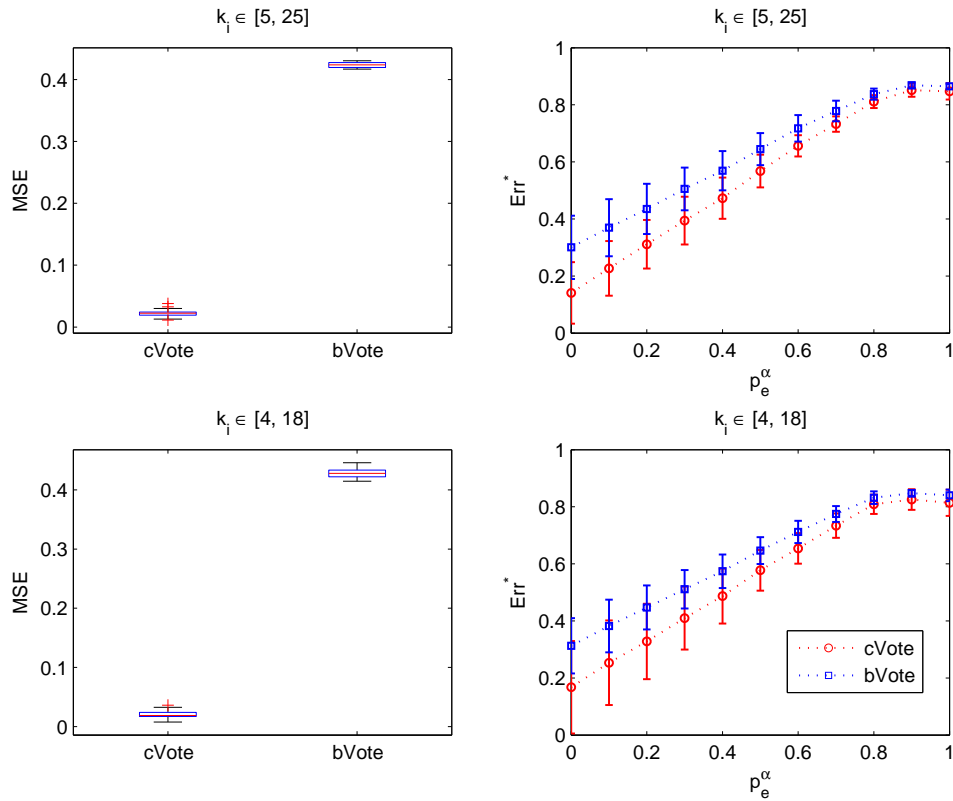 k_i ∈ [5, 25]
MSE
0.4
0.3
0.2
0.1
0
cVote
bVote
k_i ∈ [5, 25]
Err*
1
0.8
0.6
0.4
0.2
0
0
0.2
0.4
0.6
0.8
1
p_e^α
k_i ∈ [4, 18]
MSE
0.4
0.3
0.2
0.1
0
cVote
bVote
k_i ∈ [4, 18]
Err*
1
0.8
0.6
0.4
0.2
0
cVote
bVote
0
0.2
0.4
0.6
0.8
1
p_e^α